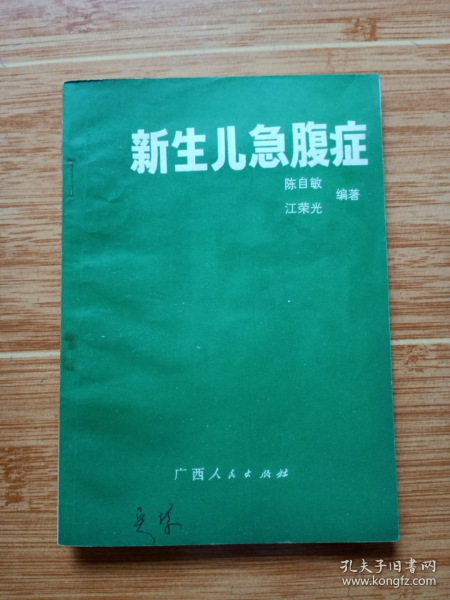 新生儿急腹症
陈自敏
江荣光
编著
广西人民出版社
孔夫子旧书网
www.kongfz.com